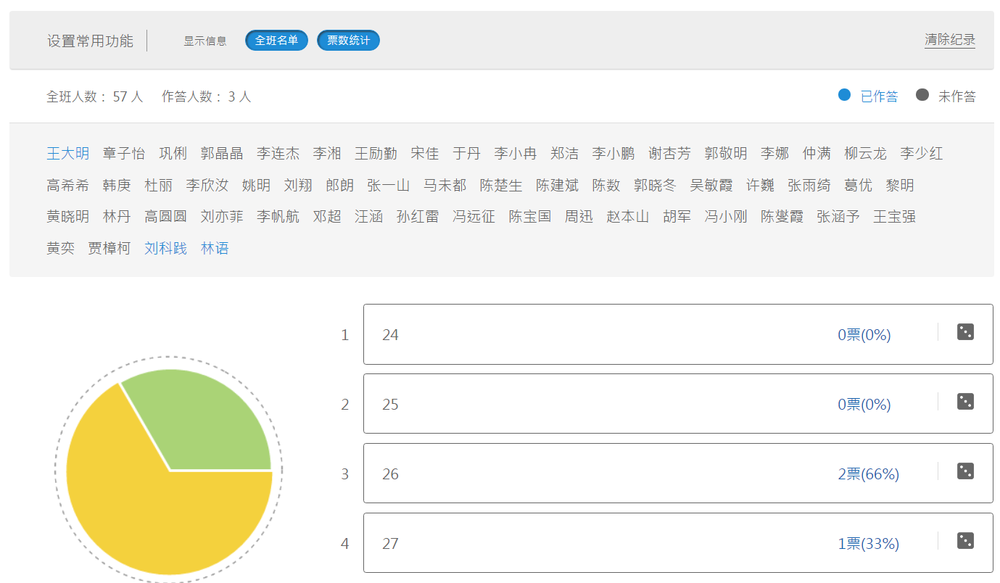 设置常用功能 显示信息 全班名单 票数统计 清除纪录
全班人数： 57 人 作答人数： 3 人 已作答 未作答
王大明 章子怡 巩俐 郭晶晶 李连杰 李湘 王励勤 宋佳 于丹 李小冉 郑洁 李小鹏 谢杏芳 郭敬明 李娜 仲满 柳云龙 李少红
高希希 韩庚 杜丽 李欣汝 姚明 刘翔 郎朗 张一山 马未都 陈楚生 陈建斌 陈数 郭晓冬 吴敏霞 许巍 张雨绮 葛优 黎明
黄晓明 林丹 高圆圆 刘亦菲 李帆航 邓超 汪涵 孙红雷 冯远征 陈宝国 周迅 赵本山 胡军 冯小刚 陈燮霞 张涵予 王宝强
黄奕 贾樟柯 刘科践 林语
1 24 0票(0%)
2 25 0票(0%)
3 26 2票(66%)
4 27 1票(33%)